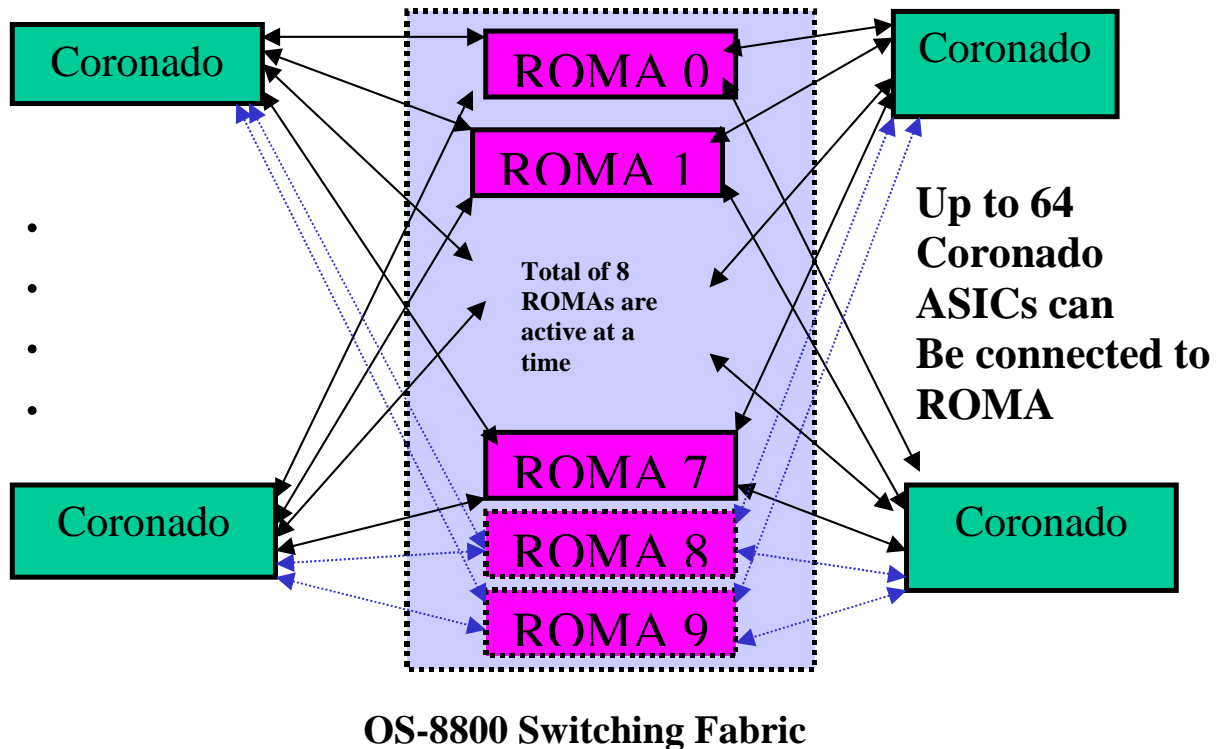 Coronado
ROMA 0
Coronado
ROMA 1
Total of 8
ROMAs are
active at a
time
Up to 64
Coronado
ASICs can
Be connected to
ROMA
Coronado
ROMA 7
Coronado
ROMA 8
ROMA 9
OS-8800 Switching Fabric